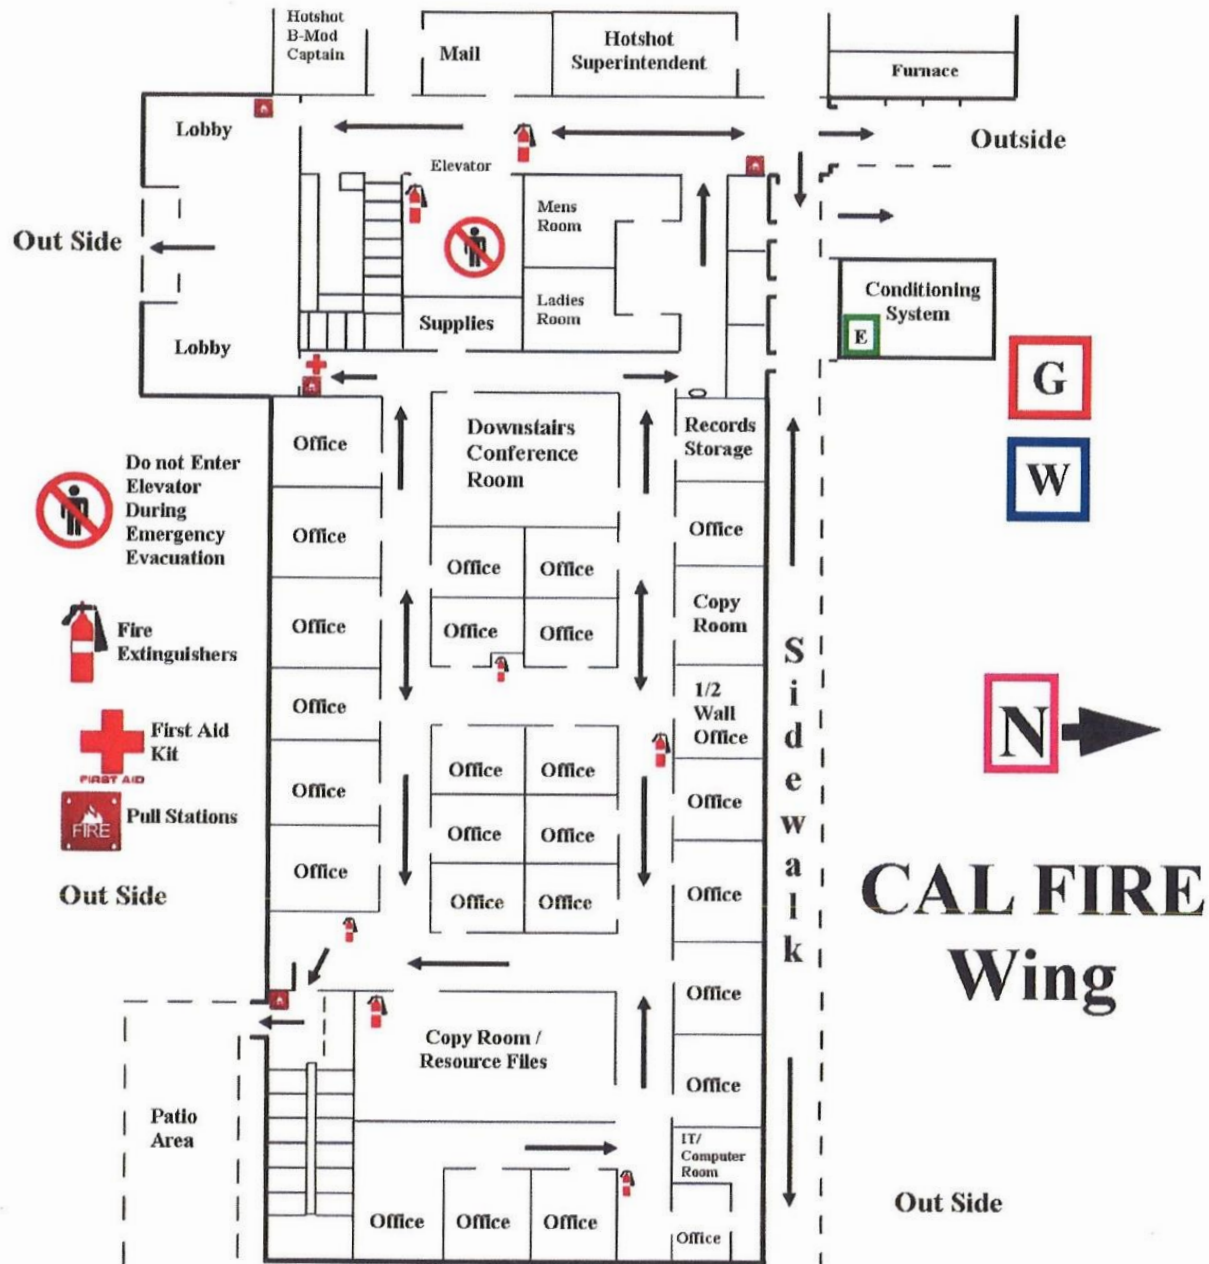 Hotshot
B-Mod
Captain
Mail
Hotshot
Superintendent
Furnace
Lobby
Outside
Elevator
Mens
Room
Out Side
Ladies
Room
Conditioning
System
Supplies
E
Lobby
G
Downstairs
Conference
Room
Records
Storage
Office
Do not Enter
Elevator
During
Emergency
Evacuation
W
Office
Office
Office
Office
Copy
Room
Office
Office
Office
Fire
Extinguishers
Sidewalk
1/2
Wall
Office
Office
First Aid
Kit
FIRST AID
N
Office
Office
Office
Office
Pull Stations
FIRE
Office
Office
Office
Office
Out Side
Office
Office
Office
CAL FIRE
Wing
Office
Copy Room /
Resource Files
Office
Patio
Area
IT/
Computer
Room
Office
Office
Office
Office
Out Side